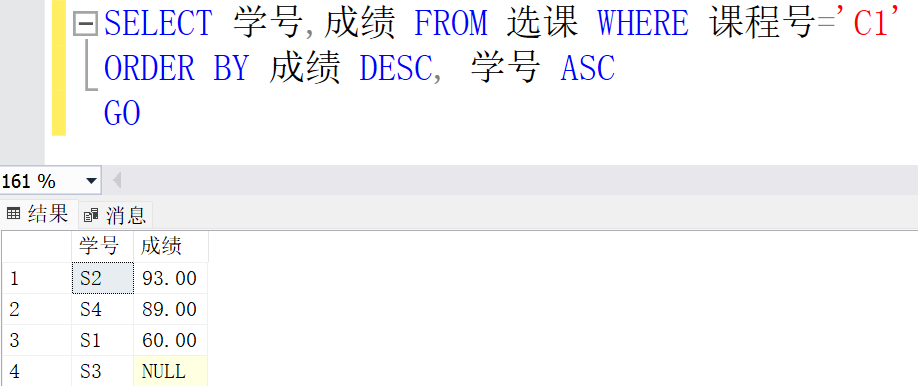 SELECT 学号,成绩 FROM 选课 WHERE 课程号='C1'
ORDER BY 成绩 DESC, 学号 ASC
GO
161 %
结果 消息
学号 成绩
1 S2 93.00
2 S4 89.00
3 S1 60.00
4 S3 NULL